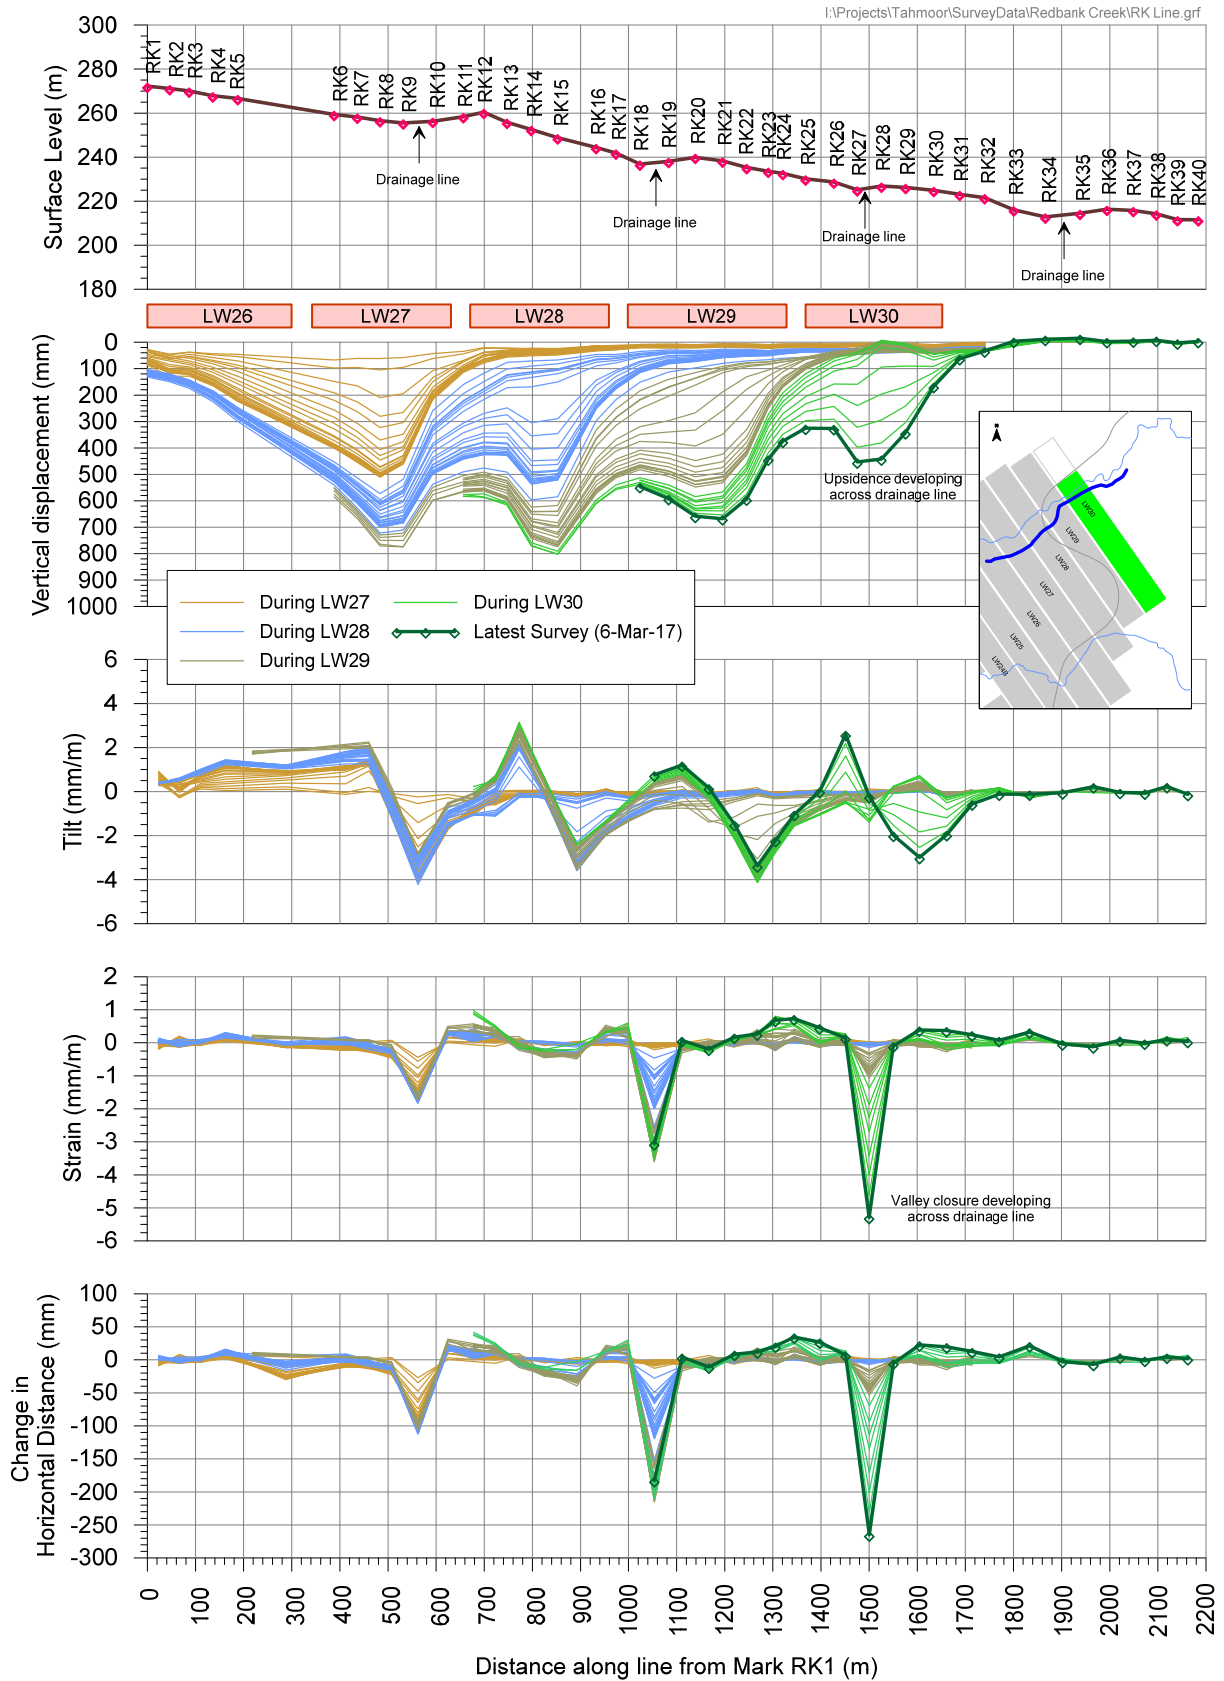 I:\Projects\Tahmoor\SurveyData\Redbank Creek\RK Line.grf
Surface Level (m)
300
280
260
240
220
200
180
RK1
RK2
RK3
RK4
RK5
RK6
RK7
RK8
RK9
RK10
RK11
RK12
RK13
RK14
RK15
RK16
RK17
RK18
RK19
RK20
RK21
RK22
RK23
RK24
RK25
RK26
RK27
RK28
RK29
RK30
RK31
RK32
RK33
RK34
RK35
RK36
RK37
RK38
RK39
RK40
Drainage line
Drainage line
Drainage line
Drainage line
LW26
LW27
LW28
LW29
LW30
Vertical displacement (mm)
0
100
200
300
400
500
600
700
800
900
1000
Upsidence developing
across drainage line
LW30
LW29
LW28
LW27
LW26
LW25
LW24B
During LW27
During LW28
During LW29
During LW30
Latest Survey (6-Mar-17)
Tilt (mm/m)
6
4
2
0
-2
-4
-6
Strain (mm/m)
2
1
0
-1
-2
-3
-4
-5
-6
Valley closure developing
across drainage line
Change in
Horizontal Distance (mm)
100
50
0
-50
-100
-150
-200
-250
-300
0
100
200
300
400
500
600
700
800
900
1000
1100
1200
1300
1400
1500
1600
1700
1800
1900
2000
2100
2200
Distance along line from Mark RK1 (m)